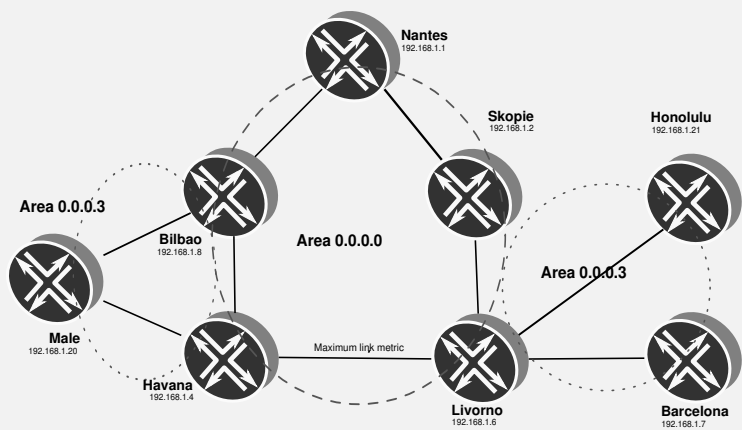 Nantes
192.168.1.1
Skopie
192.168.1.2
Honolulu
192.168.1.21
Area 0.0.0.3
Bilbao
192.168.1.8
Area 0.0.0.0
Area 0.0.0.3
Male
192.168.1.20
Maximum link metric
Havana
192.168.1.4
Livorno
192.168.1.6
Barcelona
192.168.1.7